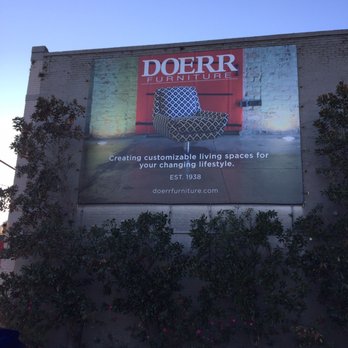 DOERR
FURNITURE
Creating customizable living spaces for
your changing lifestyle.
EST. 1938
doerrfurniture.com